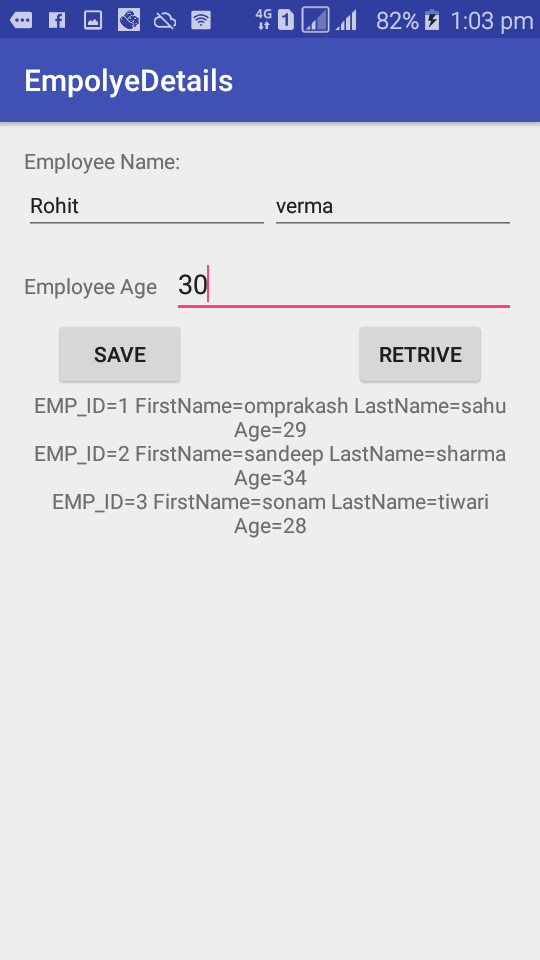 4G 1 82% 1:03 pm
EmpolyeDetails
Employee Name:
Rohit verma
Employee Age 30
SAVE RETRIVE
EMP_ID=1 FirstName=omprakash LastName=sahu
Age=29
EMP_ID=2 FirstName=sandeep LastName=sharma
Age=34
EMP_ID=3 FirstName=sonam LastName=tiwari
Age=28